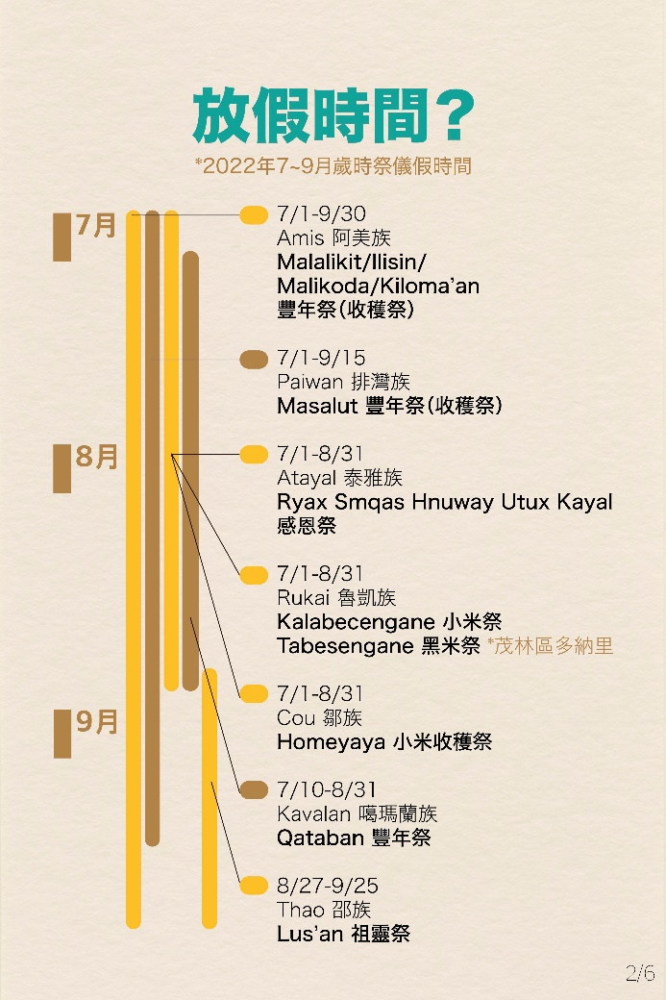 放假時間？
*2022年7~9月歲時祭儀假時間
7月
7/1-9/30
Amis 阿美族
Malalikit/Ilisin/
Malikoda/Kiloma’an
豐年祭(收穫祭)
7/1-9/15
Paiwan 排灣族
Masalut 豐年祭(收穫祭)
8月
7/1-8/31
Atayal 泰雅族
Ryax Smqas Hnuway Utux Kayal
感恩祭
7/1-8/31
Rukai 魯凱族
Kalabecengane 小米祭
Tabesengane 黑米祭 *茂林區多納里
7/1-8/31
Cou 鄒族
Homeyaya 小米收穫祭
9月
7/10-8/31
Kavalan 噶瑪蘭族
Qataban 豐年祭
8/27-9/25
Thao 邵族
Lus’an 祖靈祭
2/6